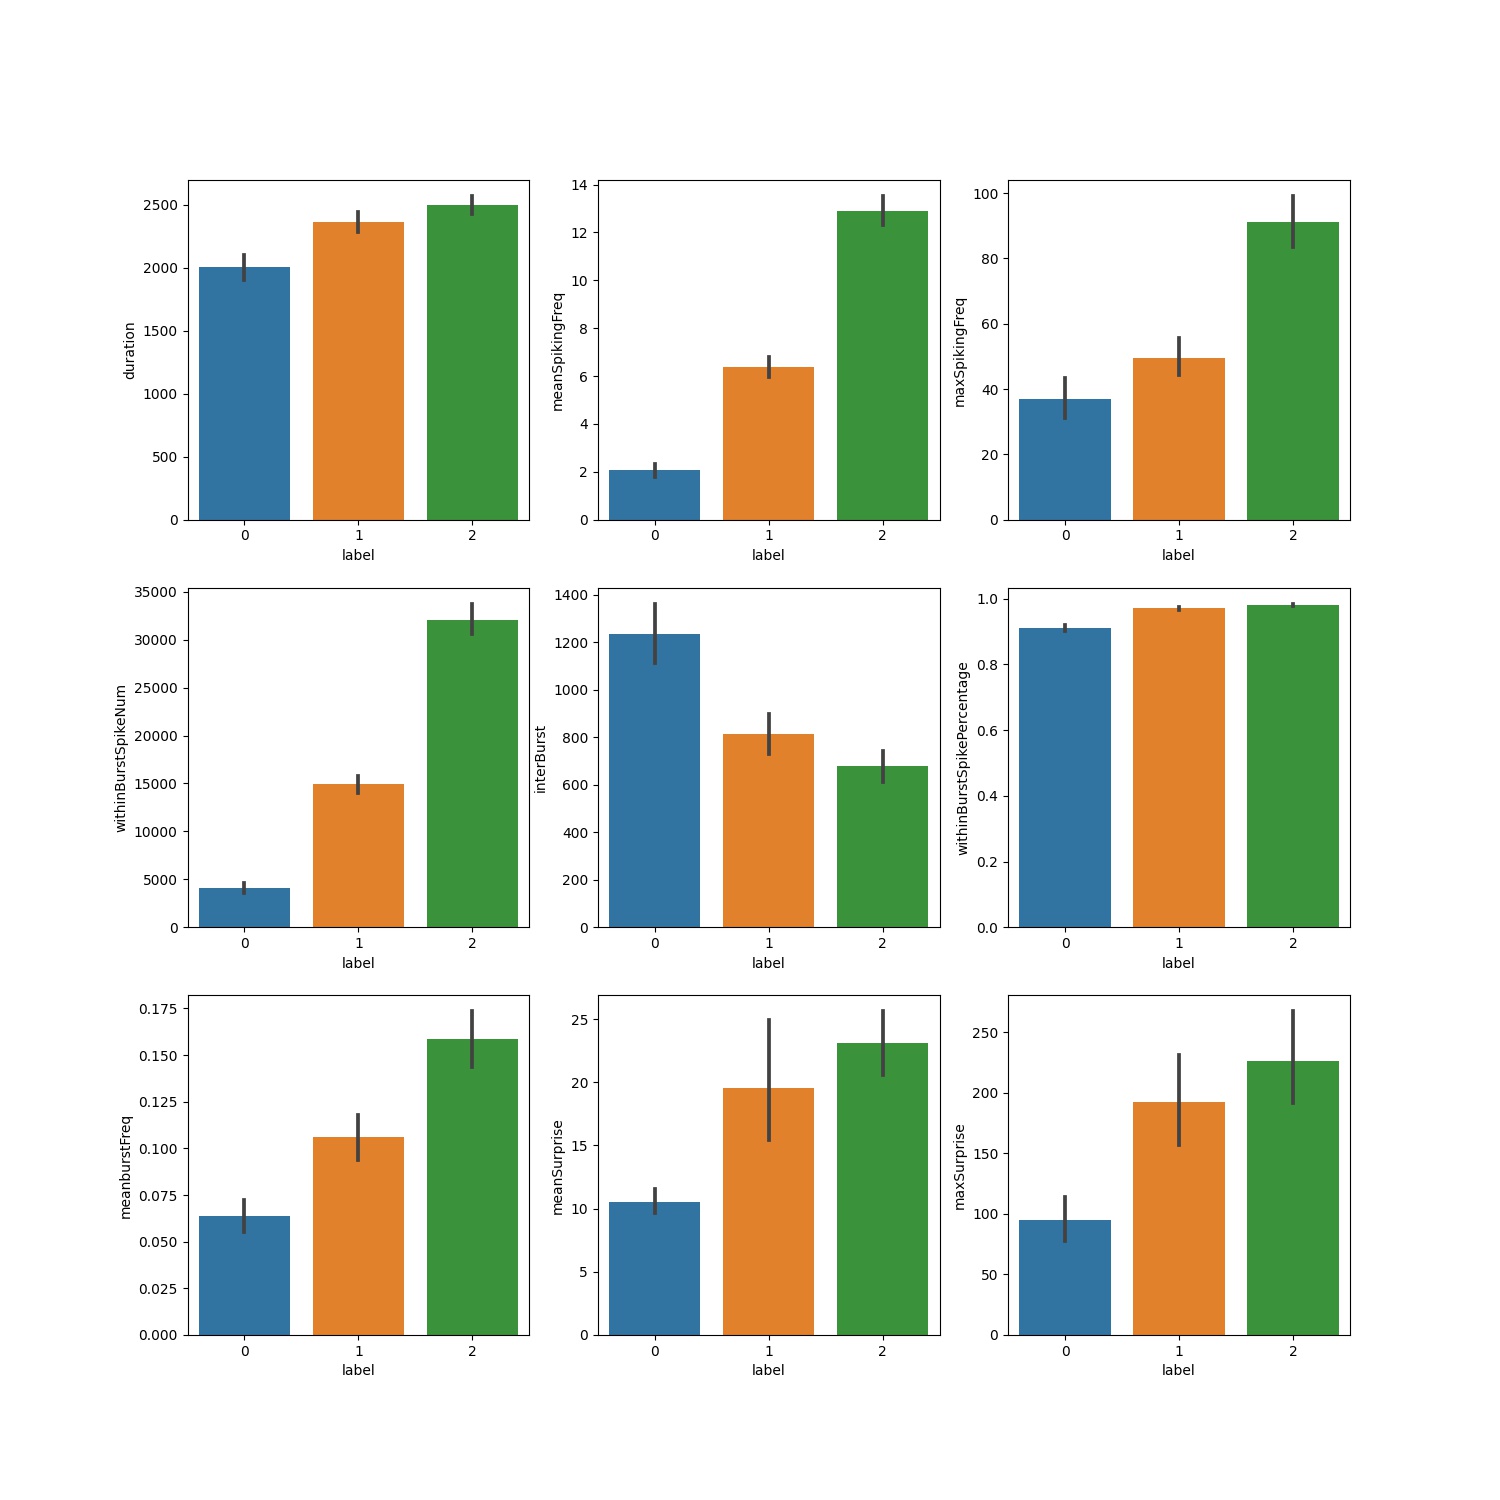 2500
2000
1500
1000
500
0
duration
0 1 2
label
14
12
10
8
6
4
2
0
meanSpikingFreq
0 1 2
label
100
80
60
40
20
0
maxSpikingFreq
0 1 2
label
35000
30000
25000
20000
15000
10000
5000
0
withinBurstSpikeNum
0 1 2
label
1400
1200
1000
800
600
400
200
0
interBurst
0 1 2
label
1.0
0.8
0.6
0.4
0.2
0.0
withinBurstSpikePercentage
0 1 2
label
0.175
0.150
0.125
0.100
0.075
0.050
0.025
0.000
meanburstFreq
0 1 2
label
25
20
15
10
5
0
meanSurprise
0 1 2
label
250
200
150
100
50
0
maxSurprise
0 1 2
label